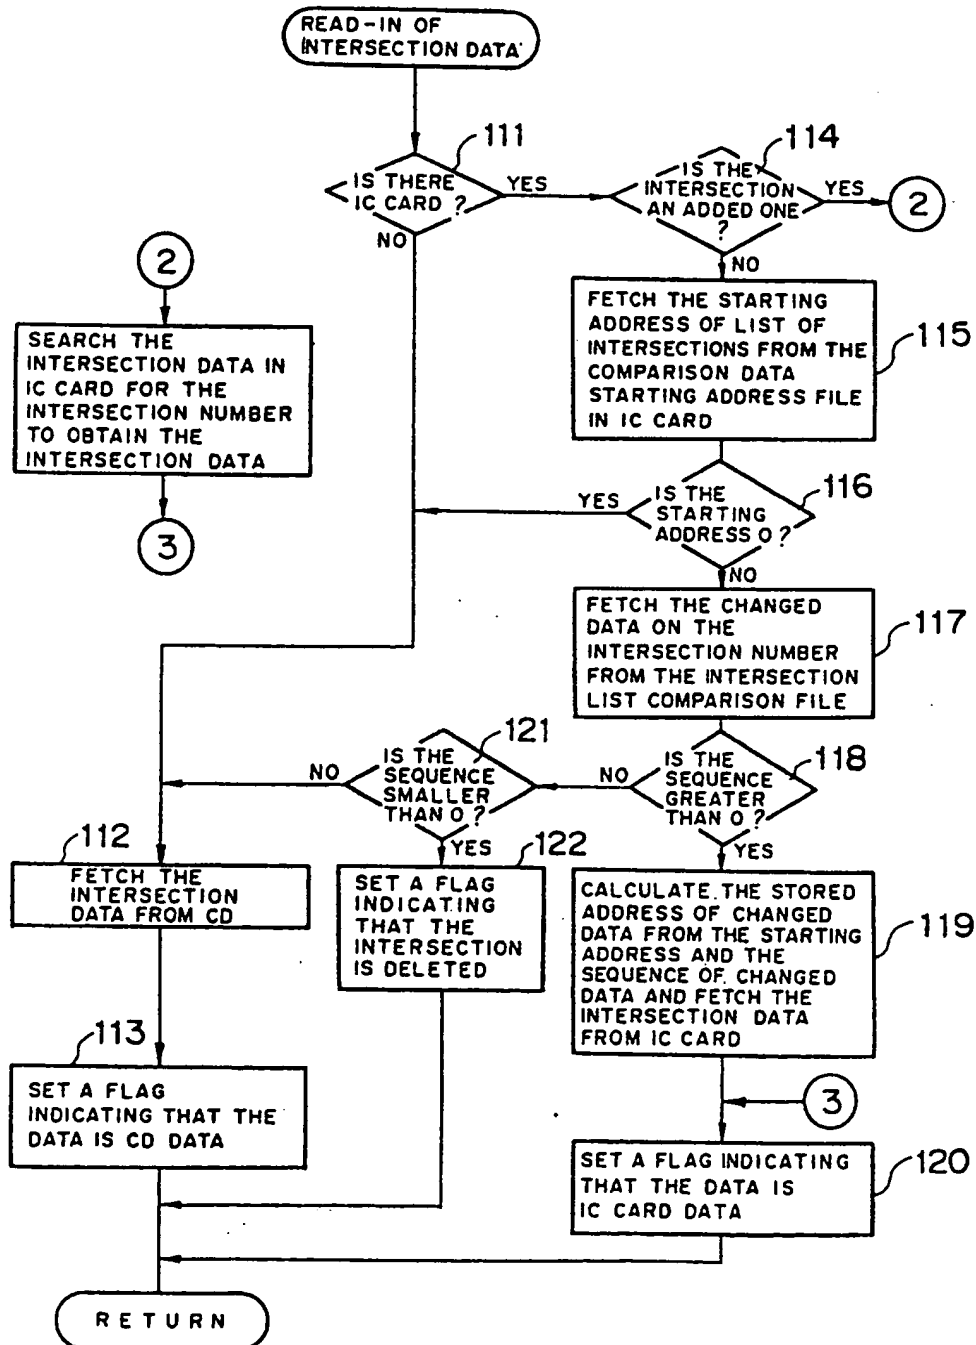 READ-IN OF
INTERSECTION DATA
111
IS THERE
IC CARD ?
YES
NO
114
IS THE
INTERSECTION
AN ADDED ONE
?
YES
2
NO
2
SEARCH THE
INTERSECTION DATA IN
IC CARD FOR THE
INTERSECTION NUMBER
TO OBTAIN THE
INTERSECTION DATA
3
FETCH THE STARTING
ADDRESS OF LIST OF
INTERSECTIONS FROM THE
COMPARISON DATA
STARTING ADDRESS FILE
IN IC CARD
115
116
YES
IS THE
STARTING
ADDRESS 0 ?
NO
FETCH THE CHANGED
DATA ON THE
INTERSECTION NUMBER
FROM THE INTERSECTION
LIST COMPARISON FILE
117
118
IS THE
SEQUENCE
GREATER
THAN 0 ?
NO
YES
121
IS THE
SEQUENCE
SMALLER
THAN 0 ?
NO
YES
112
FETCH THE
INTERSECTION
DATA FROM CD
122
SET A FLAG
INDICATING
THAT THE
INTERSECTION
IS DELETED
CALCULATE. THE STORED
ADDRESS OF CHANGED
DATA FROM THE STARTING
ADDRESS AND THE
SEQUENCE OF. CHANGED
DATA AND FETCH THE
INTERSECTION DATA
FROM IC CARD
119
113
SET A FLAG
INDICATING THAT THE
DATA IS CD DATA
3
SET A FLAG INDICATING
THAT THE DATA IS
IC CARD DATA
120
RETURN